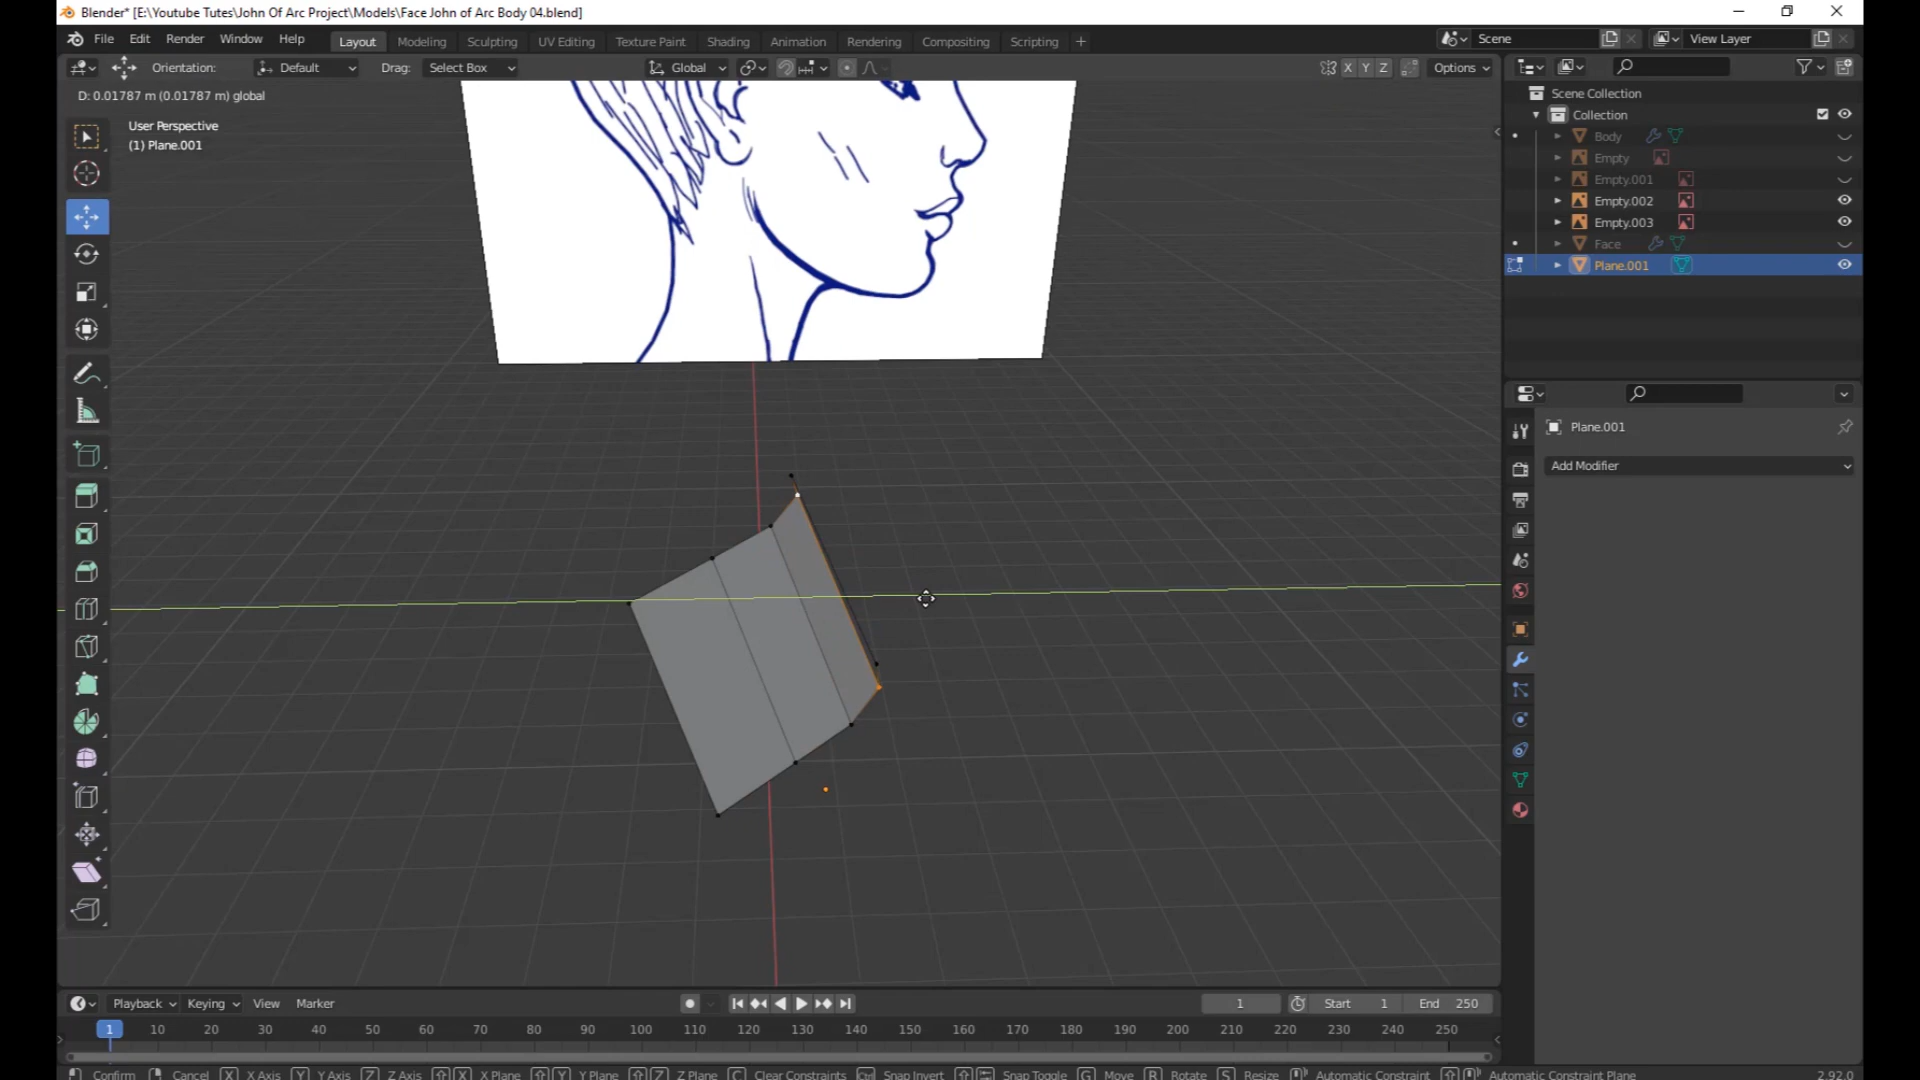 Blender* [E:\Youtube Tutes\John Of Arc Project\Models\Face John of Arc Body 04.blend]
File Edit Render Window Help Layout Modeling Sculpting UV Editing Texture Paint Shading Animation Rendering Compositing Scripting + Scene View Layer
Orientation: Default Drag: Select Box Global X Y Z Options
D: 0.01787 m (0.01787 m) global
User Perspective
(1) Plane.001
Scene Collection
Collection
Body
Empty
Empty.001
Empty.002
Empty.003
Face
Plane.001
Plane.001
Add Modifier
Playback Keying View Marker 1 Start 1 End 250
1 10 20 30 40 50 60 70 80 90 100 110 120 130 140 150 160 170 180 190 200 210 220 230 240 250
Confirm Cancel X X Axis Y Y Axis Z Z Axis X X Plane Y Y Plane Z Z Plane C Clear Constraints Ctrl Snap Invert Snap Toggle G Move R Rotate S Resize Automatic Constraint Automatic Constraint Plane 2.92.0